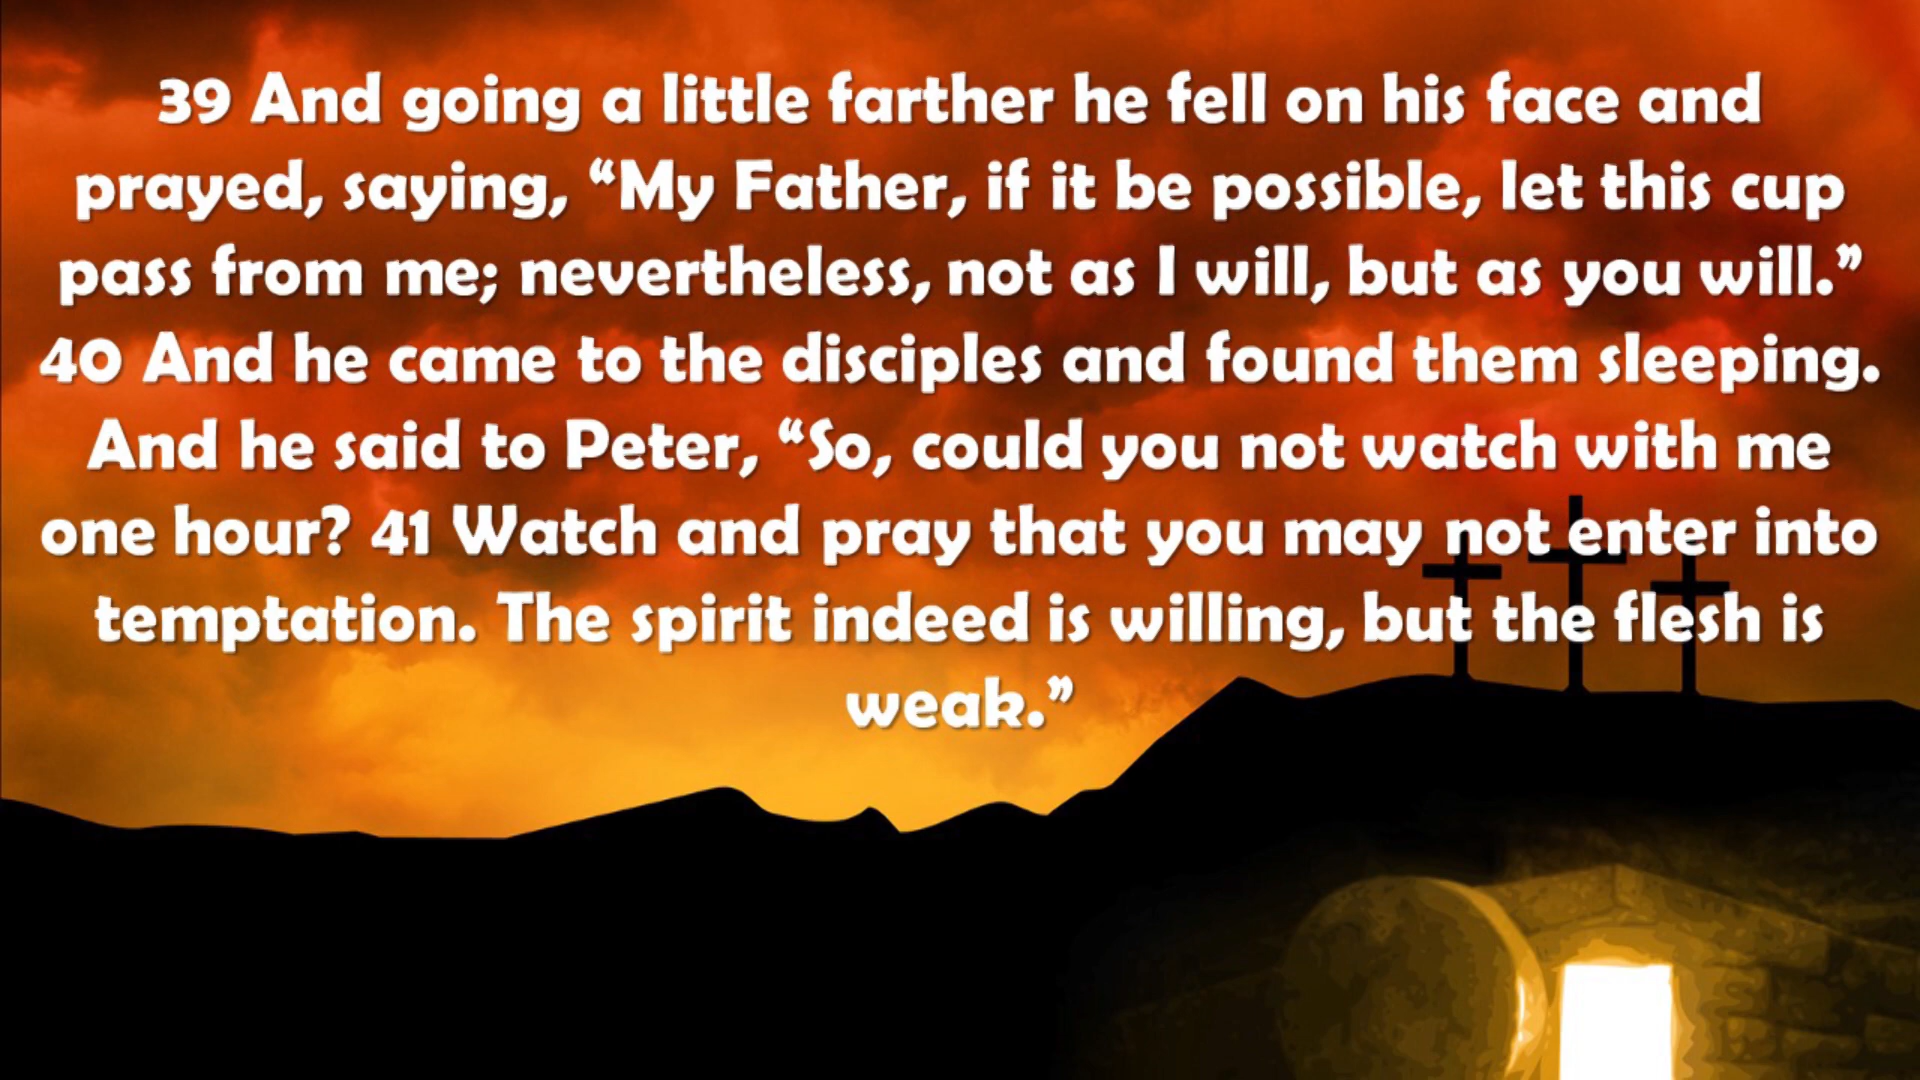 39 And going a little farther he fell on his face and
prayed, saying, “My Father, if it be possible, let this cup
pass from me; nevertheless, not as I will, but as you will.”
40 And he came to the disciples and found them sleeping.
And he said to Peter, “So, could you not watch with me
one hour? 41 Watch and pray that you may not enter into
temptation. The spirit indeed is willing, but the flesh is
weak.”